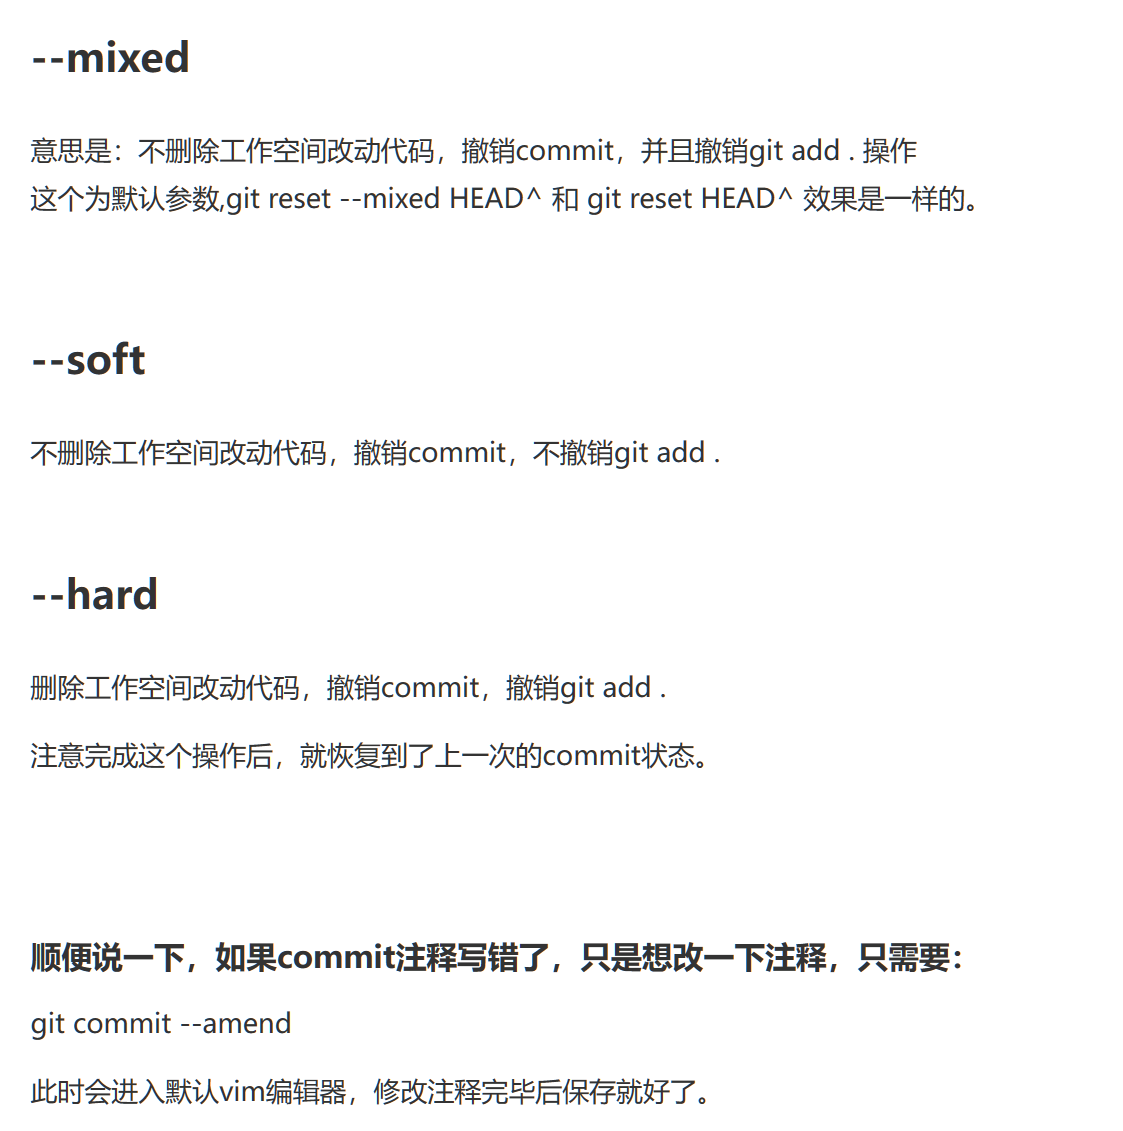 --mixed
意思是：不删除工作空间改动代码，撤销commit，并且撤销git add . 操作
这个为默认参数,git reset --mixed HEAD^ 和 git reset HEAD^ 效果是一样的。
--soft
不删除工作空间改动代码，撤销commit，不撤销git add .
--hard
删除工作空间改动代码，撤销commit，撤销git add .
注意完成这个操作后，就恢复到了上一次的commit状态。
顺便说一下，如果commit注释写错了，只是想改一下注释，只需要：
git commit --amend
此时会进入默认vim编辑器，修改注释完毕后保存就好了。